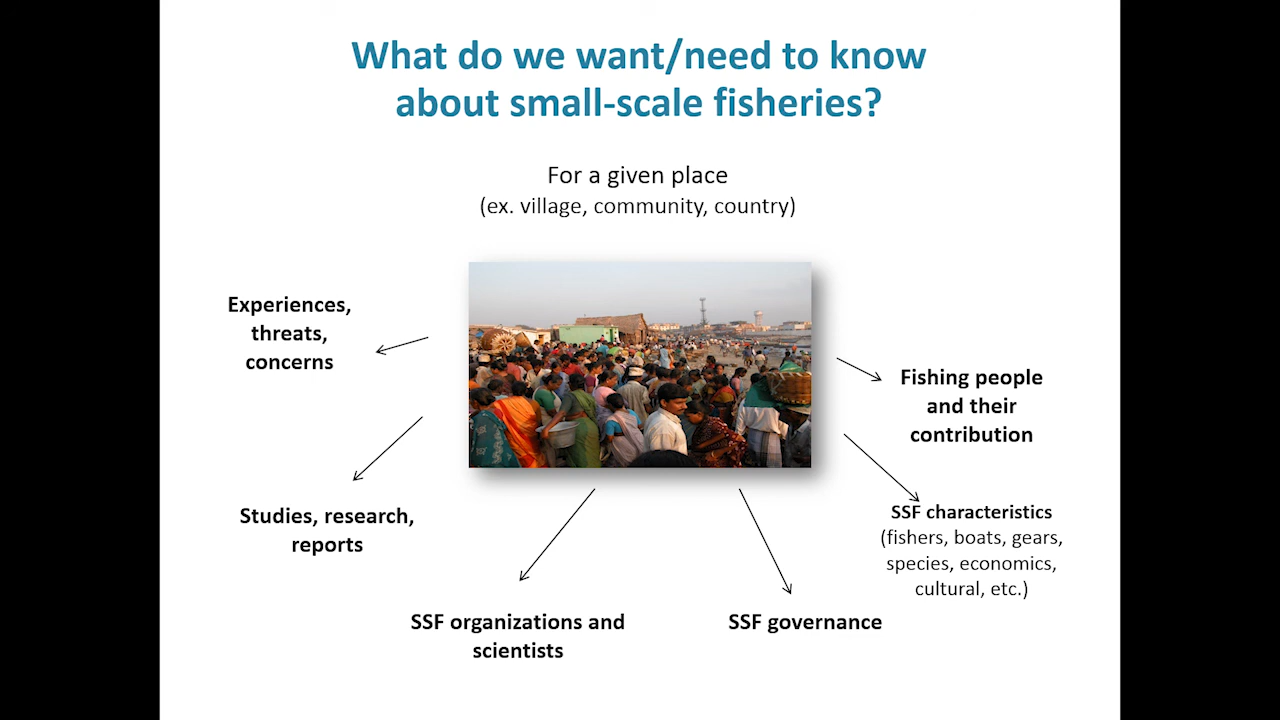 What do we want/need to know
about small-scale fisheries?
For a given place
(ex. village, community, country)
Experiences,
threats,
concerns
Fishing people
and their
contribution
Studies, research,
reports
SSF characteristics
(fishers, boats, gears,
species, economics,
cultural, etc.)
SSF organizations and
scientists
SSF governance